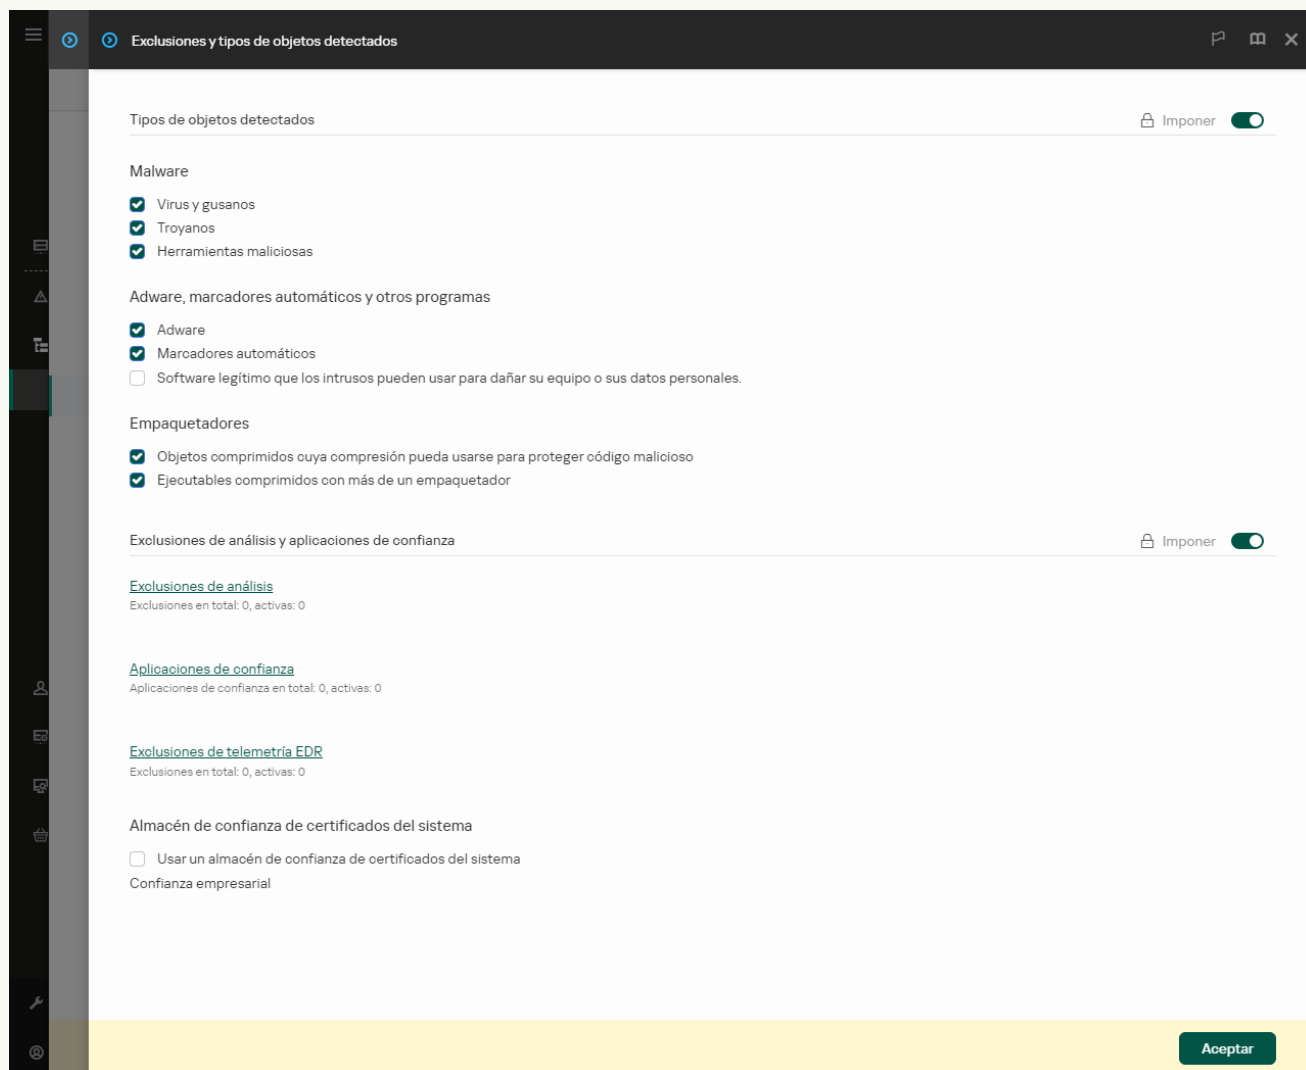 Exclusiones y tipos de objetos detectados
Tipos de objetos detectados
Imponer
Malware
Virus y gusanos
Troyanos
Herramientas maliciosas
Adware, marcadores automáticos y otros programas
Adware
Marcadores automáticos
Software legítimo que los intrusos pueden usar para dañar su equipo o sus datos personales.
Empaquetadores
Objetos comprimidos cuya compresión pueda usarse para proteger código malicioso
Ejecutables comprimidos con más de un empaquetador
Exclusiones de análisis y aplicaciones de confianza
Imponer
Exclusiones de análisis
Exclusiones en total: 0, activas: 0
Aplicaciones de confianza
Aplicaciones de confianza en total: 0, activas: 0
Exclusiones de telemetría EDR
Exclusiones en total: 0, activas: 0
Almacén de confianza de certificados del sistema
Usar un almacén de confianza de certificados del sistema
Confianza empresarial
Aceptar